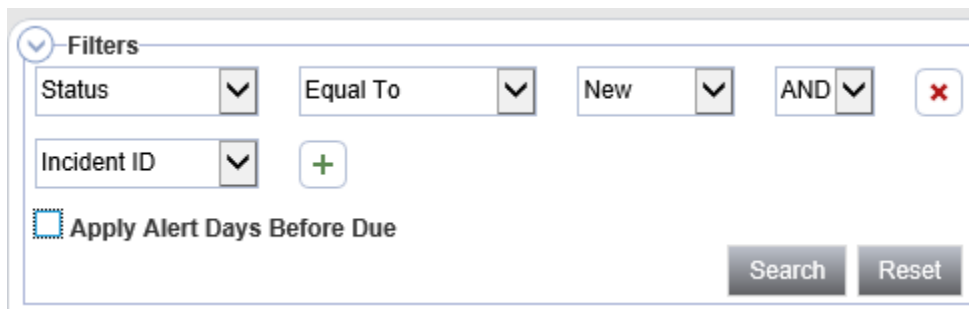 Filters
Status Equal To New AND
Incident ID
Apply Alert Days Before Due
Search Reset